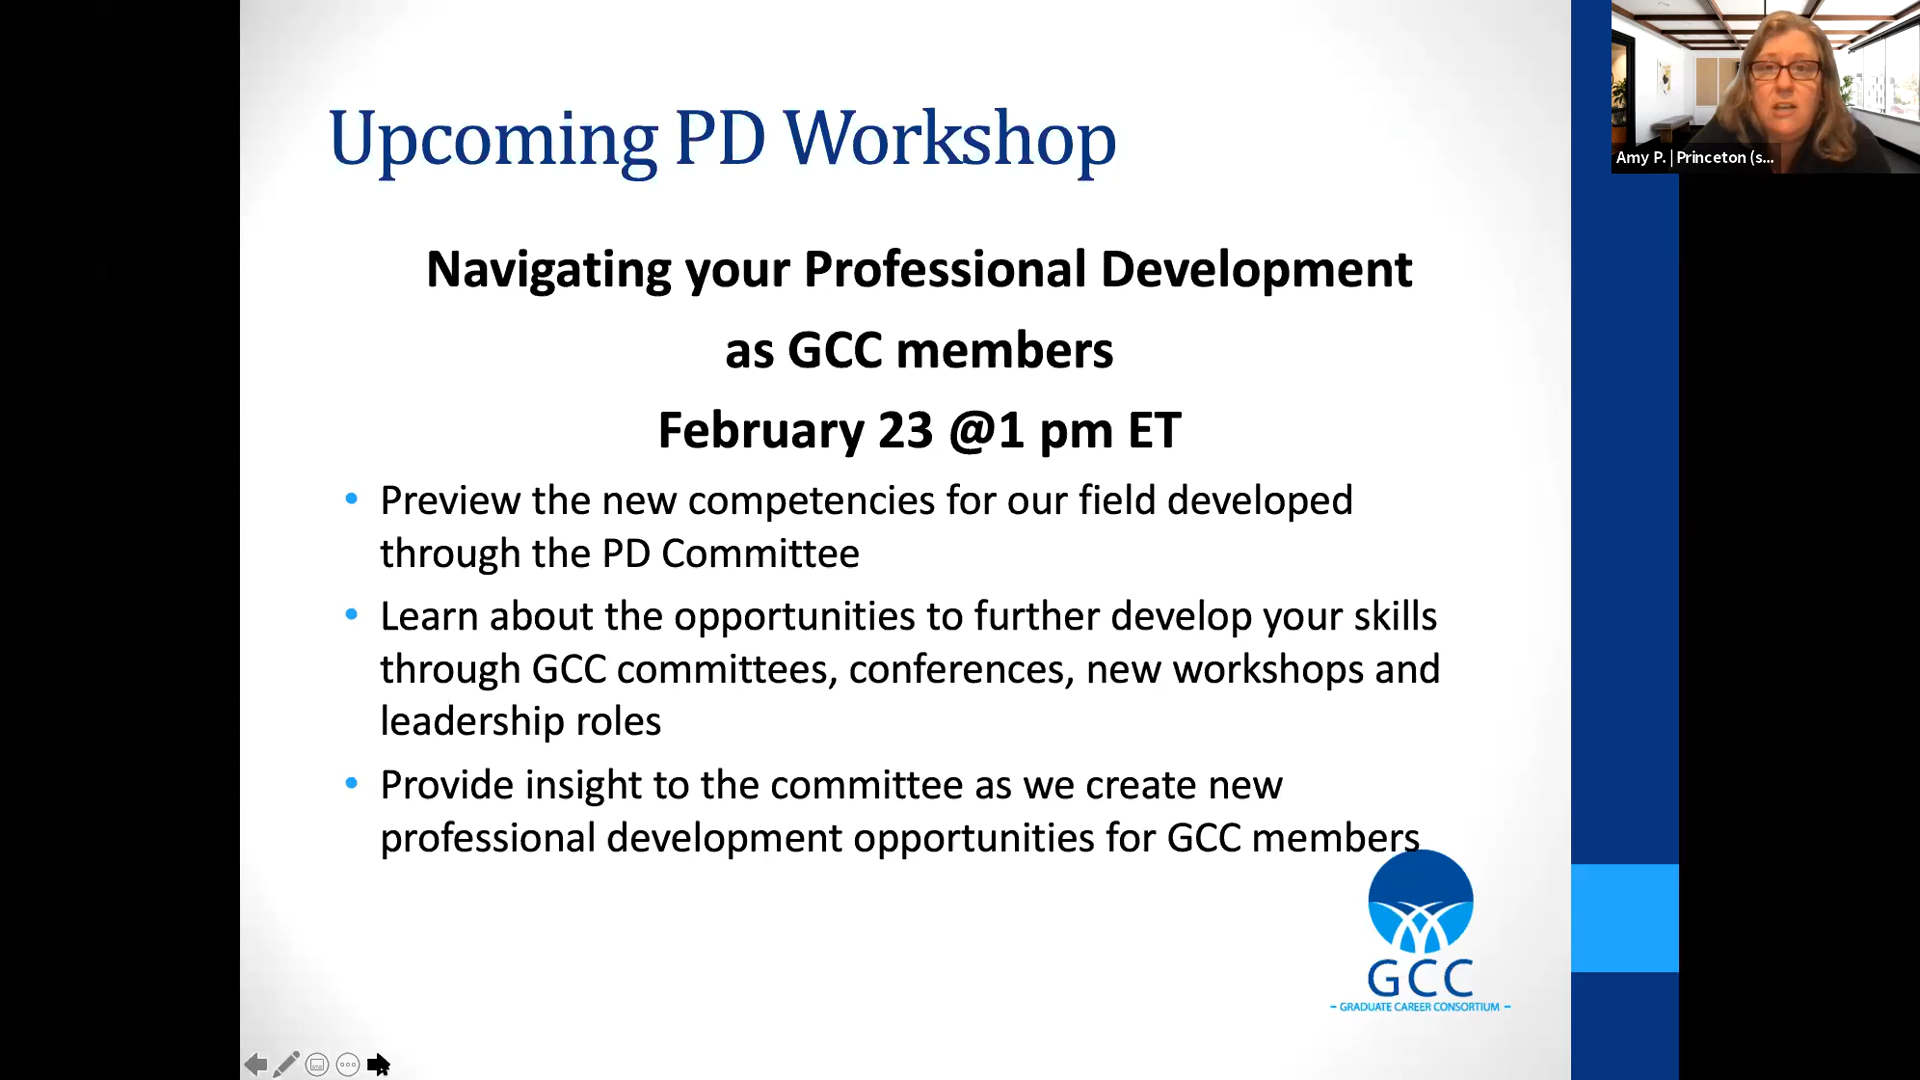 Upcoming PD Workshop
Navigating your Professional Development
as GCC members
February 23 @1 pm ET
• Preview the new competencies for our field developed
through the PD Committee
• Learn about the opportunities to further develop your skills
through GCC committees, conferences, new workshops and
leadership roles
• Provide insight to the committee as we create new
professional development opportunities for GCC members
GCC
– GRADUATE CAREER CONSORTIUM –
Amy P. | Princeton (s...